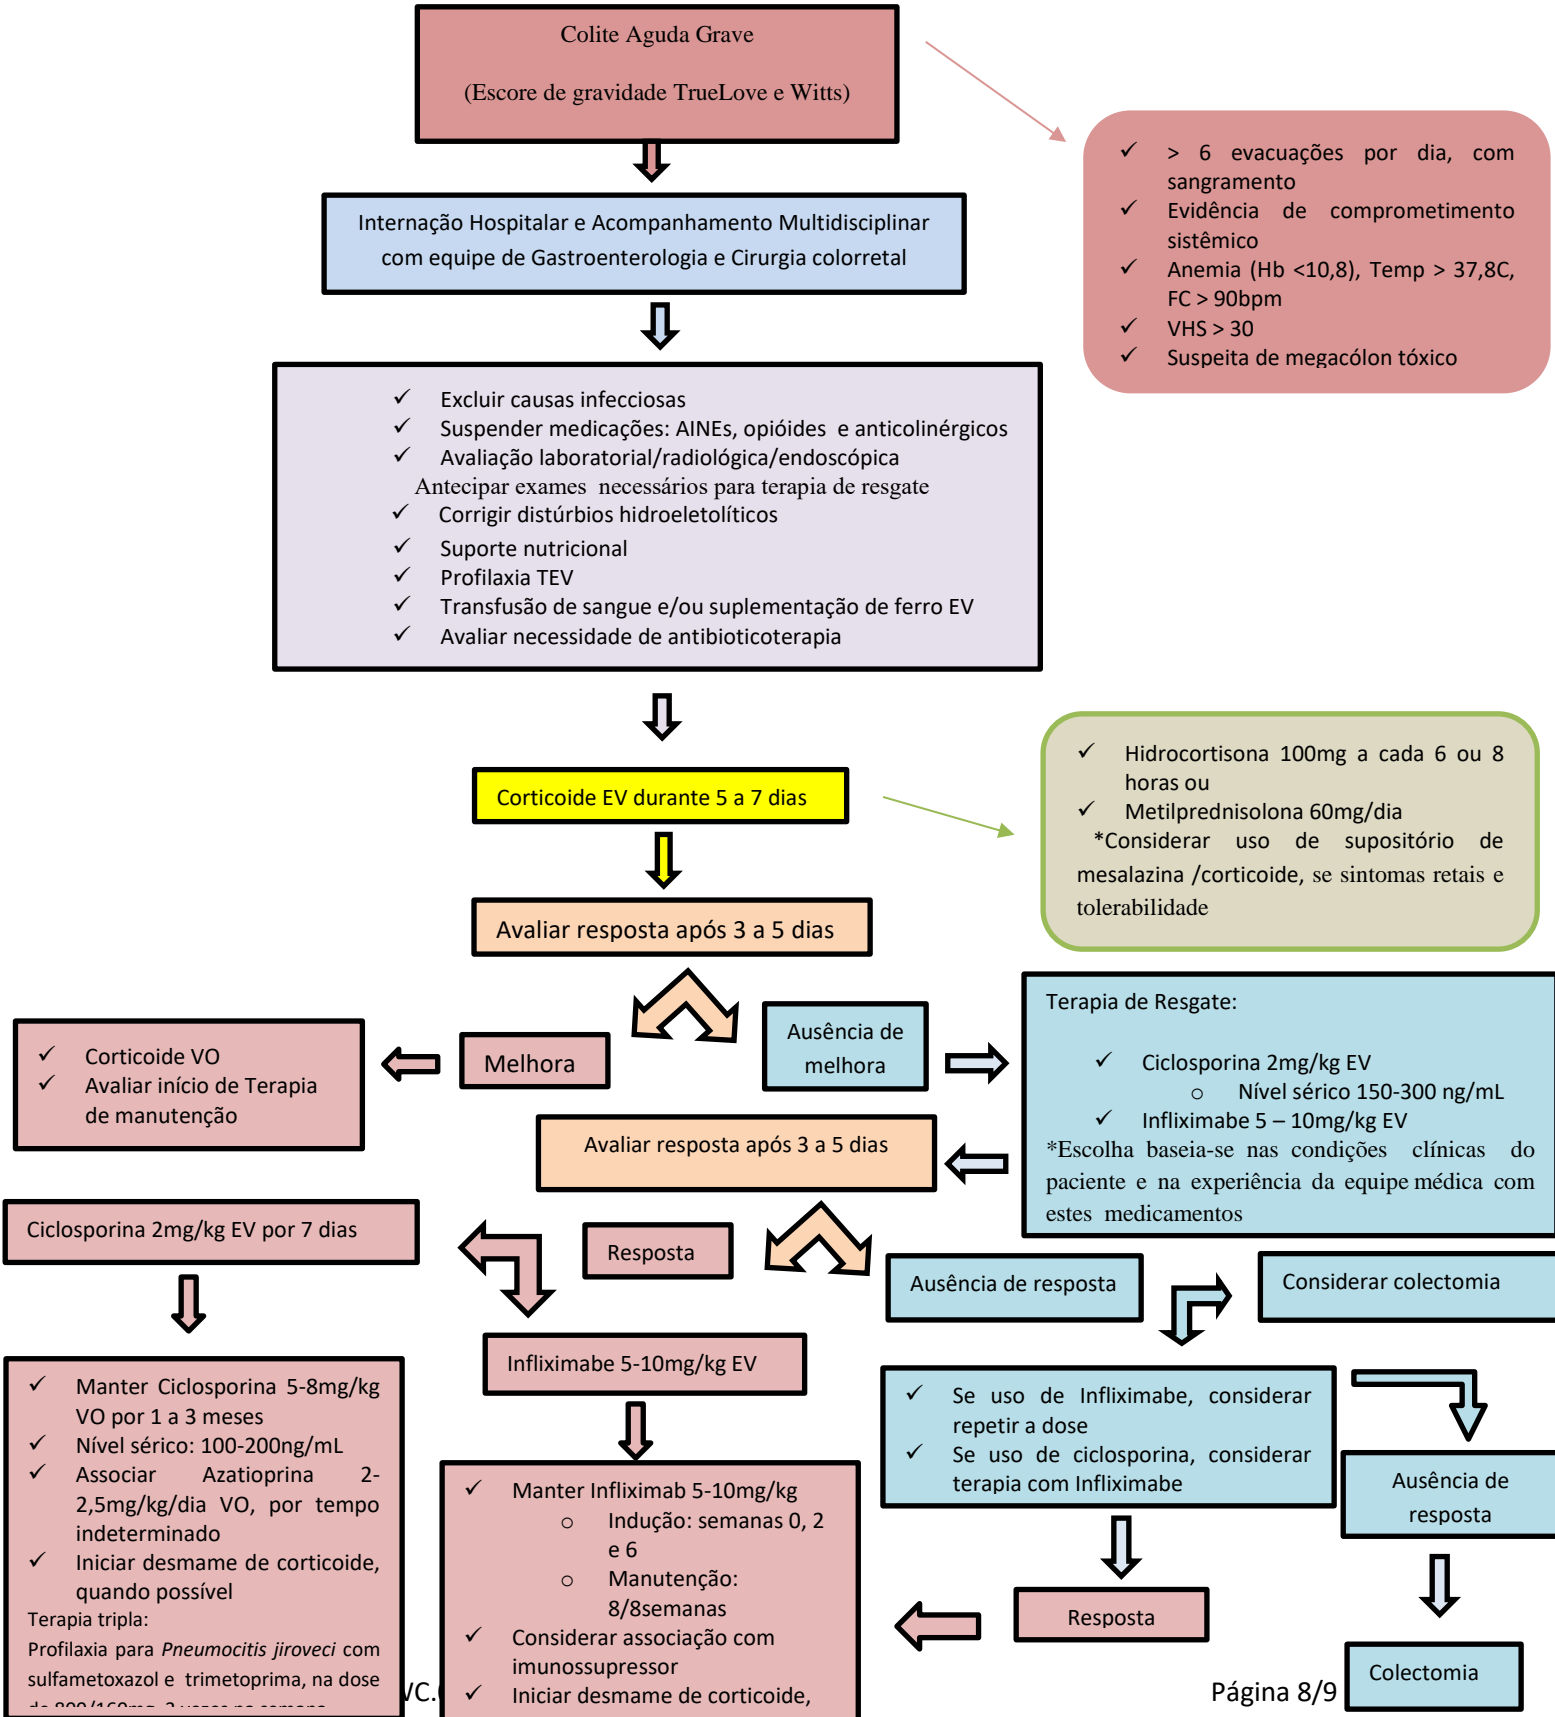 Colite Aguda Grave
(Escore de gravidade TrueLove e Witts)
✓ > 6 evacuações por dia, com
sangramento
✓ Evidência de comprometimento
sistêmico
✓ Anemia (Hb <10,8), Temp > 37,8C,
FC > 90bpm
✓ VHS > 30
✓ Suspeita de megacólon tóxico
Internação Hospitalar e Acompanhamento Multidisciplinar
com equipe de Gastroenterologia e Cirurgia colorretal
✓ Excluir causas infecciosas
✓ Suspender medicações: AINEs, opióides e anticolinérgicos
✓ Avaliação laboratorial/radiológica/endoscópica
Antecipar exames necessários para terapia de resgate
✓ Corrigir distúrbios hidroeletolíticos
✓ Suporte nutricional
✓ Profilaxia TEV
✓ Transfusão de sangue e/ou suplementação de ferro EV
✓ Avaliar necessidade de antibioticoterapia
Corticoide EV durante 5 a 7 dias
✓ Hidrocortisona 100mg a cada 6 ou 8
horas ou
✓ Metilprednisolona 60mg/dia
*Considerar uso de supositório de
mesalazina /corticoide, se sintomas retais e
tolerabilidade
Avaliar resposta após 3 a 5 dias
Melhora
✓ Corticoide VO
✓ Avaliar início de Terapia
de manutenção
Ausência de
melhora
Terapia de Resgate:
✓ Ciclosporina 2mg/kg EV
o Nível sérico 150-300 ng/mL
✓ Infliximabe 5 – 10mg/kg EV
*Escolha baseia-se nas condições clínicas do
paciente e na experiência da equipe médica com
estes medicamentos
Avaliar resposta após 3 a 5 dias
Resposta
Ciclosporina 2mg/kg EV por 7 dias
✓ Manter Ciclosporina 5-8mg/kg
VO por 1 a 3 meses
✓ Nível sérico: 100-200ng/mL
✓ Associar Azatioprina 2-
2,5mg/kg/dia VO, por tempo
indeterminado
✓ Iniciar desmame de corticoide,
quando possível
Terapia tripla:
Profilaxia para Pneumocitis jiroveci com
sulfametoxazol e trimetoprima, na dose
Infliximabe 5-10mg/kg EV
✓ Manter Infliximab 5-10mg/kg
o Indução: semanas 0, 2
e 6
o Manutenção:
8/8semanas
✓ Considerar associação com
imunossupressor
✓ Iniciar desmame de corticoide,
Ausência de resposta
Considerar colectomia
✓ Se uso de Infliximabe, considerar
repetir a dose
✓ Se uso de ciclosporina, considerar
terapia com Infliximabe
Resposta
Ausência de
resposta
Colectomia
Página 8/9